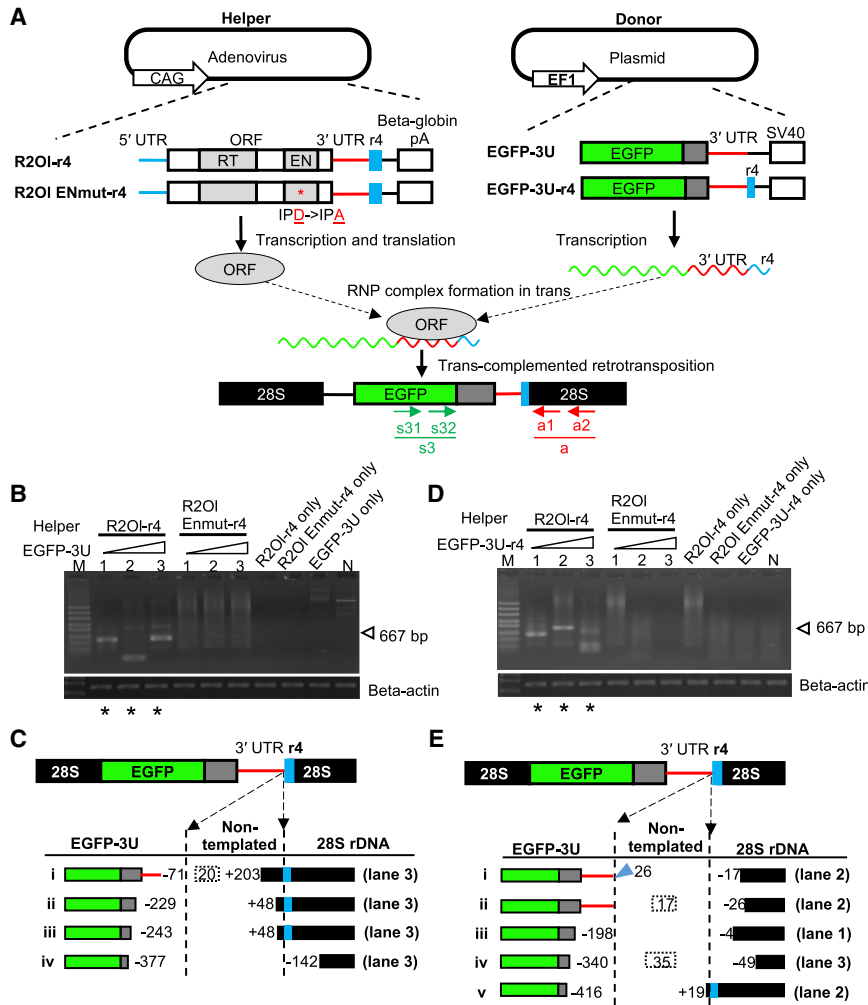 A
Helper
Donor
Adenovirus
Plasmid
CAG
EF1
Beta-globin
pA
5′ UTR
ORF
3′ UTR r4
3′ UTR
SV40
R2Ol-r4
RT
EN
EGFP-3U
EGFP
R2Ol ENmut-r4
*
EGFP-3U-r4
EGFP
r4
IPD->IPA
Transcription and translation
Transcription
ORF
3′ UTR r4
RNP complex formation in trans
ORF
Trans-complemented retrotransposition
28S
EGFP
28S
s31 s32
s3
a1 a2
a
B
Helper
R2Ol-r4
R2Ol
Enmut-r4
R2Ol-r4 only
R2Ol Enmut-r4 only
EGFP-3U only
EGFP-3U
M 1 2 3 1 2 3 N
667 bp
Beta-actin
* * *
D
Helper
R2Ol-r4
R2Ol
Enmut-r4
R2Ol-r4 only
R2Ol Enmut-r4 only
EGFP-3U-r4 only
EGFP-3U-r4
M 1 2 3 1 2 3 N
667 bp
Beta-actin
* * *
C
3′ UTR r4
28S EGFP 28S
EGFP-3U
Non-
templated
28S rDNA
i -71 20 +203 (lane 3)
ii -229 +48 (lane 3)
iii -243 +48 (lane 3)
iv -377 -142 (lane 3)
E
3′ UTR r4
28S EGFP 28S
EGFP-3U
Non-
templated
28S rDNA
i 26 -17 (lane 2)
ii 17 -26 (lane 2)
iii -198 -4 (lane 1)
iv -340 35 -49 (lane 3)
v -416 +19 (lane 2)